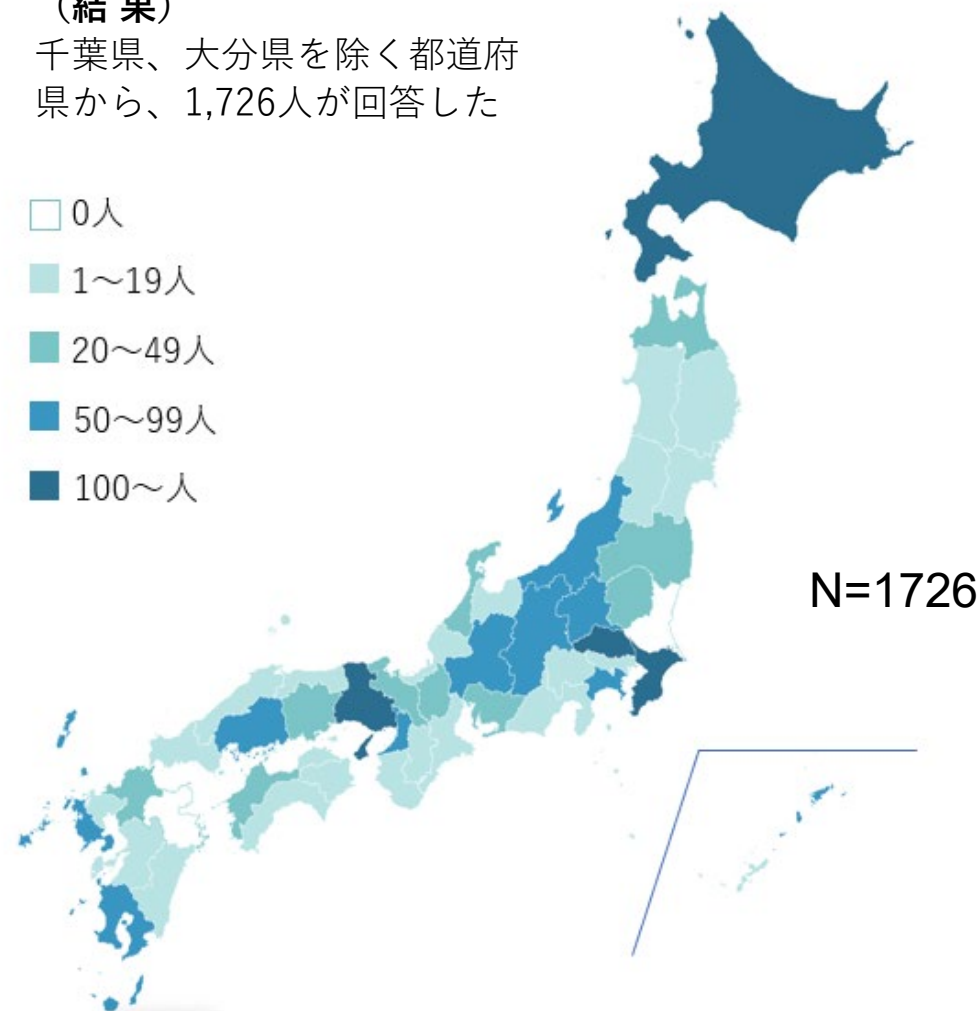 （結 果）
千葉県、大分県を除く都道府
県から、1,726人が回答した
0人
1〜19人
20〜49人
50〜99人
100〜人
N=1726